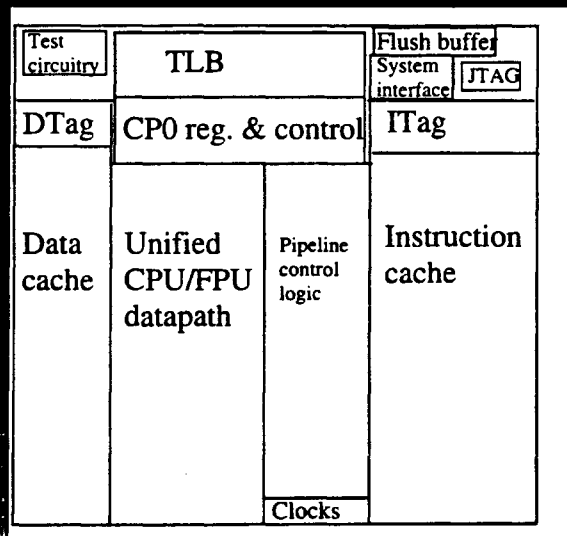 Test
circuitry
TLB
Flush buffer
System
interface
JTAG
DTag
CP0 reg. & control
ITag
Data
cache
Unified
CPU/FPU
datapath
Pipeline
control
logic
Instruction
cache
Clocks